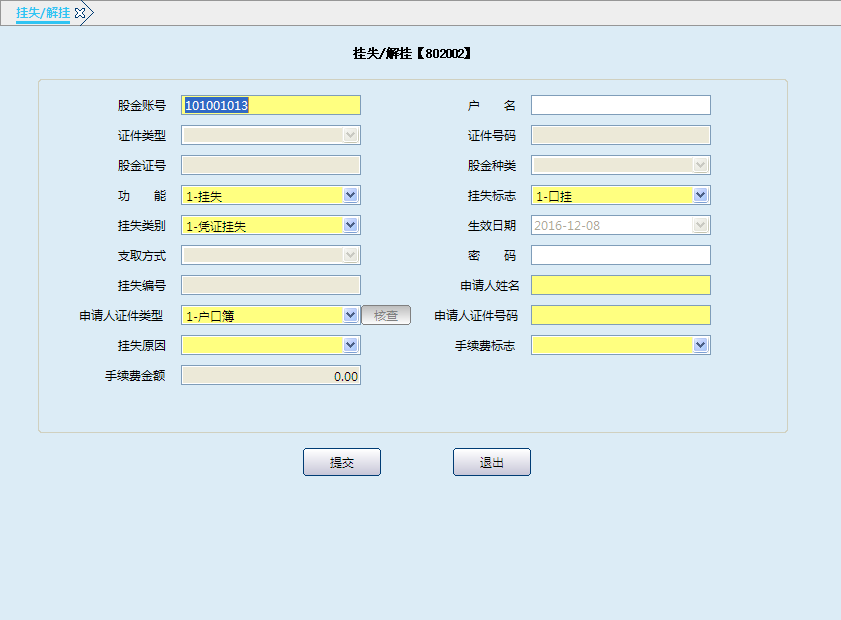 挂失/解挂
挂失/解挂【802002】
股金账号 101001013 户 名
证件类型 证件号码
股金证号 股金种类
功 能 1-挂失 挂失标志 1-口挂
挂失类别 1-凭证挂失 生效日期 2016-12-08
支取方式 密 码
挂失编号 申请人姓名
申请人证件类型 1-户口簿 核查 申请人证件号码
挂失原因 手续费标志
手续费金额 0.00
提交 退出